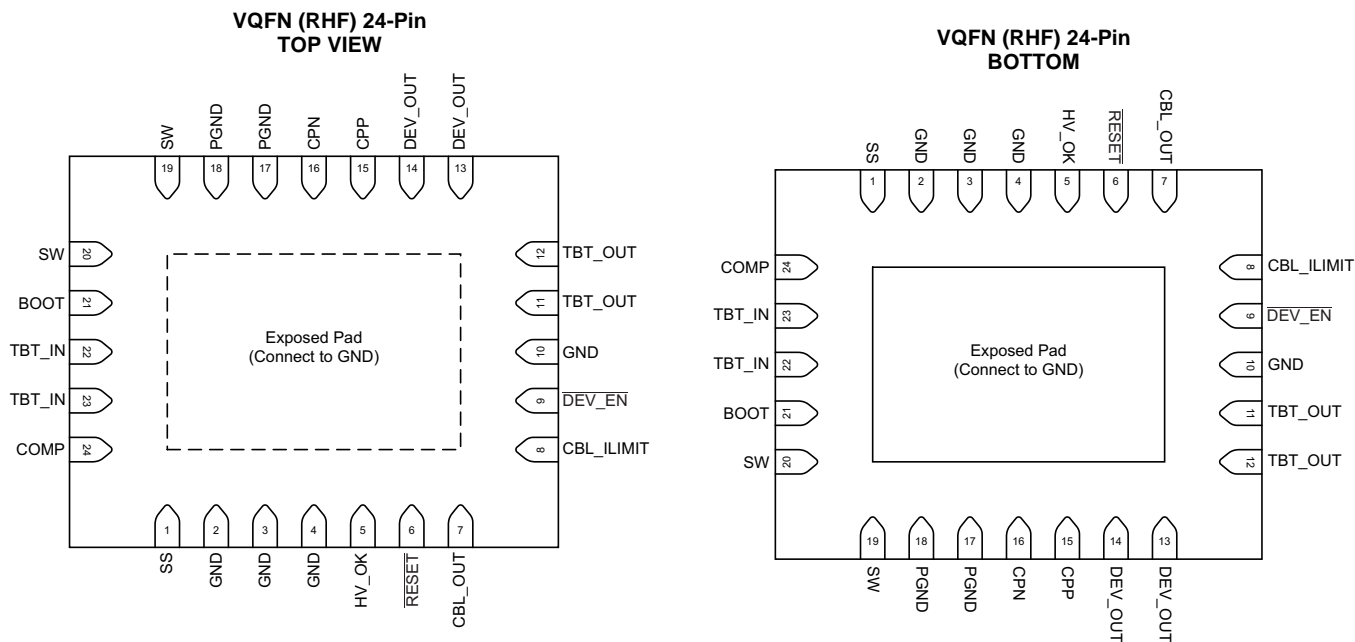 VQFN (RHF) 24-Pin
TOP VIEW
SW
PGND
PGND
CPN
CPP
DEV_OUT
DEV_OUT
19
18
17
16
15
14
13
SW
20
BOOT
21
TBT_IN
22
TBT_IN
23
COMP
24
Exposed Pad
(Connect to GND)
12
TBT_OUT
11
TBT_OUT
10
GND
9
DEV_EN
8
CBL_ILIMIT
1
2
3
4
5
6
7
SS
GND
GND
GND
HV_OK
RESET
CBL_OUT
VQFN (RHF) 24-Pin
BOTTOM
SS
GND
GND
GND
HV_OK
RESET
CBL_OUT
1
2
3
4
5
6
7
COMP
24
TBT_IN
23
TBT_IN
22
BOOT
21
SW
20
Exposed Pad
(Connect to GND)
8
CBL_ILIMIT
9
DEV_EN
10
GND
11
TBT_OUT
12
TBT_OUT
19
18
17
16
15
14
13
SW
PGND
PGND
CPN
CPP
DEV_OUT
DEV_OUT